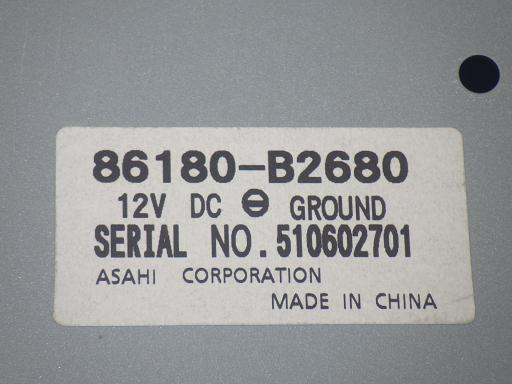 86180-B2680
12V DC ⊖ GROUND
SERIAL NO. 510602701
ASAHI CORPORATION
MADE IN CHINA